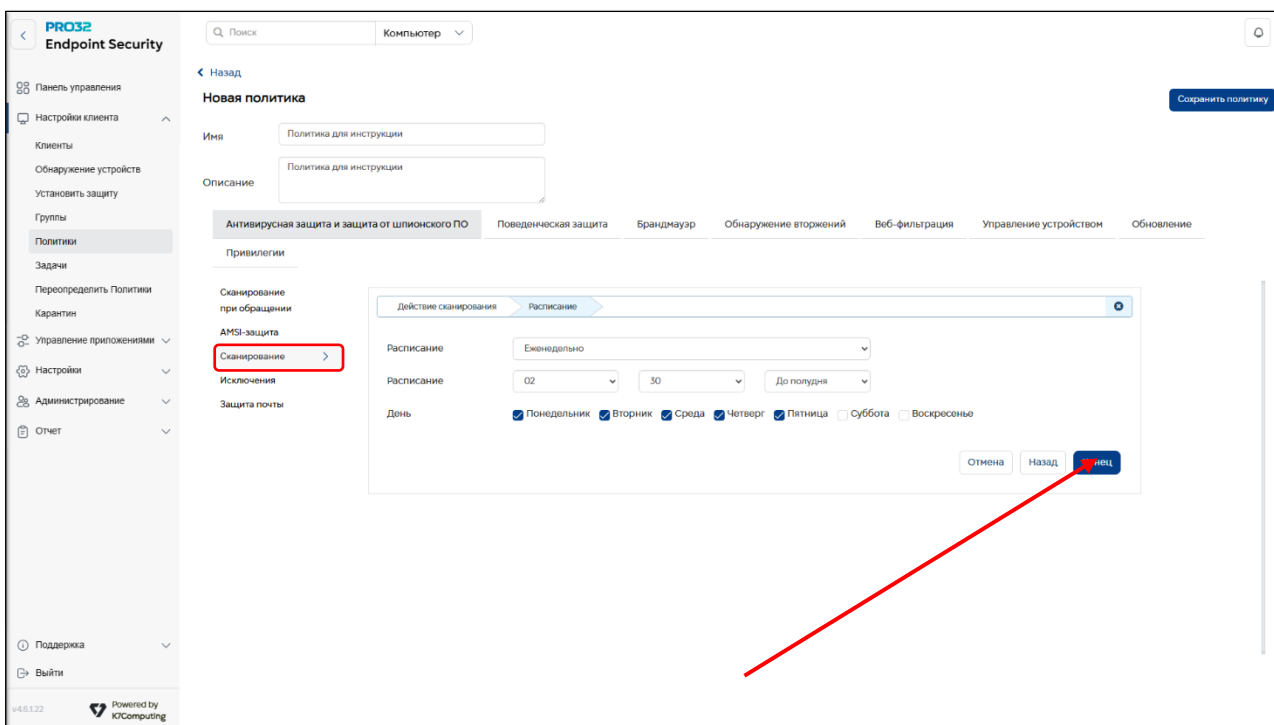 PRO32
Endpoint Security
Поиск
Компьютер
Панель управления
Настройки клиента
Клиенты
Обнаружение устройств
Установить защиту
Группы
Политики
Задачи
Переопределить Политики
Карантин
Управление приложениями
Настройки
Администрирование
Отчет
Поддержка
Выйти
v4.6.1.22
Powered by
K7Computing
Назад
Новая политика
Сохранить политику
Имя
Политика для инструкции
Описание
Политика для инструкции
Антивирусная защита и защита от шпионского ПО Поведенческая защита Брандмауэр Обнаружение вторжений Веб-фильтрация Управление устройством Обновление
Привилегии
Сканирование
при обращении
AMSI-защита
Сканирование
Исключения
Защита почты
Действие сканирования Расписание
Расписание Еженедельно
Расписание 02 30 До полудня
День Понедельник Вторник Среда Четверг Пятница Суббота Воскресенье
Отмена Назад